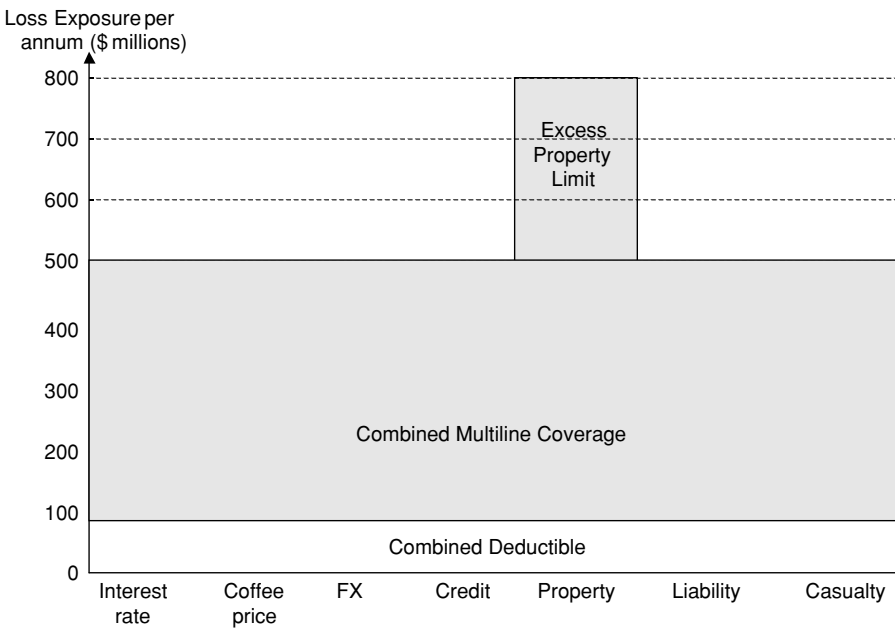 Loss Exposure per
annum ($ millions)
800
700
600
500
400
300
200
100
0
Excess
Property
Limit
Combined Multiline Coverage
Combined Deductible
Interest
rate
Coffee
price
FX
Credit
Property
Liability
Casualty